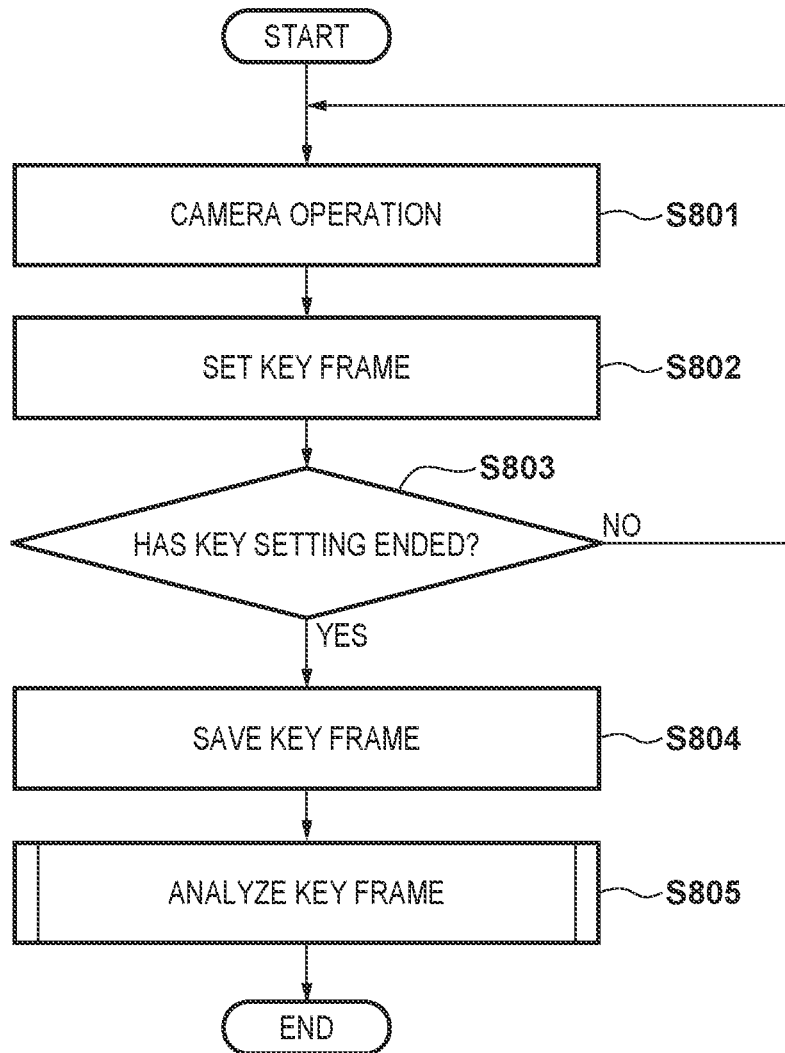 START
CAMERA OPERATION
S801
SET KEY FRAME
S802
S803
HAS KEY SETTING ENDED?
NO
YES
SAVE KEY FRAME
S804
ANALYZE KEY FRAME
S805
END